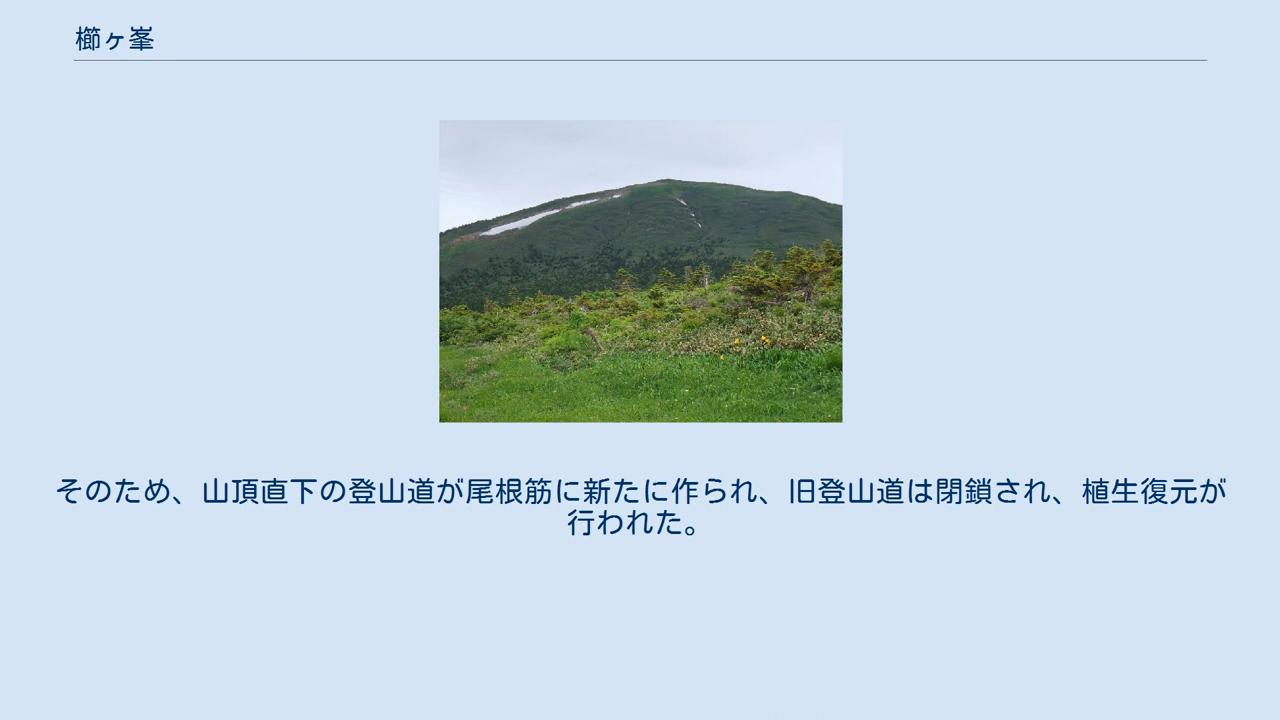 櫛ヶ峯
そのため、山頂直下の登山道が尾根筋に新たに作られ、旧登山道は閉鎖され、植生復元が
行われた。